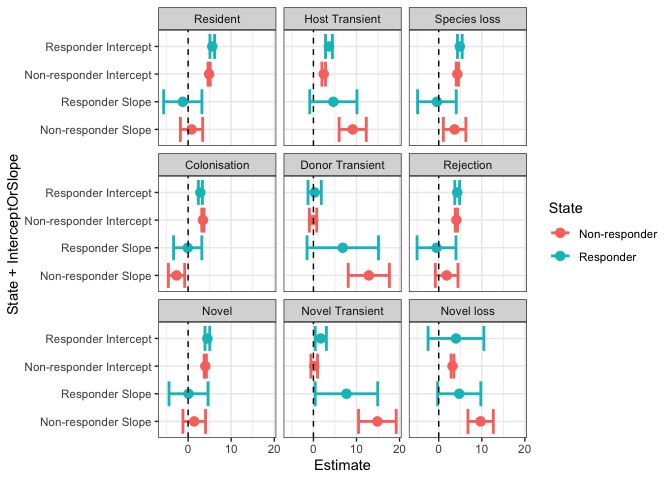 Resident Host Transient Species loss
Responder Intercept
Non-responder Intercept
Responder Slope
Non-responder Slope
Colonisation Donor Transient Rejection
Responder Intercept
Non-responder Intercept
Responder Slope
Non-responder Slope
Novel Novel Transient Novel loss
Responder Intercept
Non-responder Intercept
Responder Slope
Non-responder Slope
0 10 20 0 10 20 0 10 20
Estimate
State + InterceptOrSlope
State
Non-responder
Responder